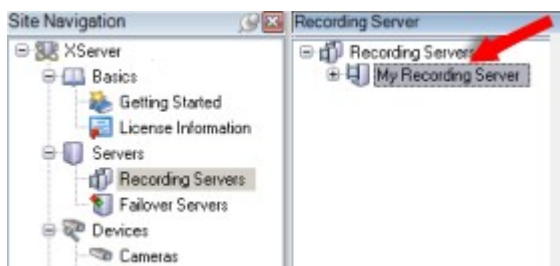 Site Navigation
XServer
Basics
Getting Started
License Information
Servers
Recording Servers
Failover Servers
Devices
Cameras
Recording Server
Recording Servers
My Recording Server